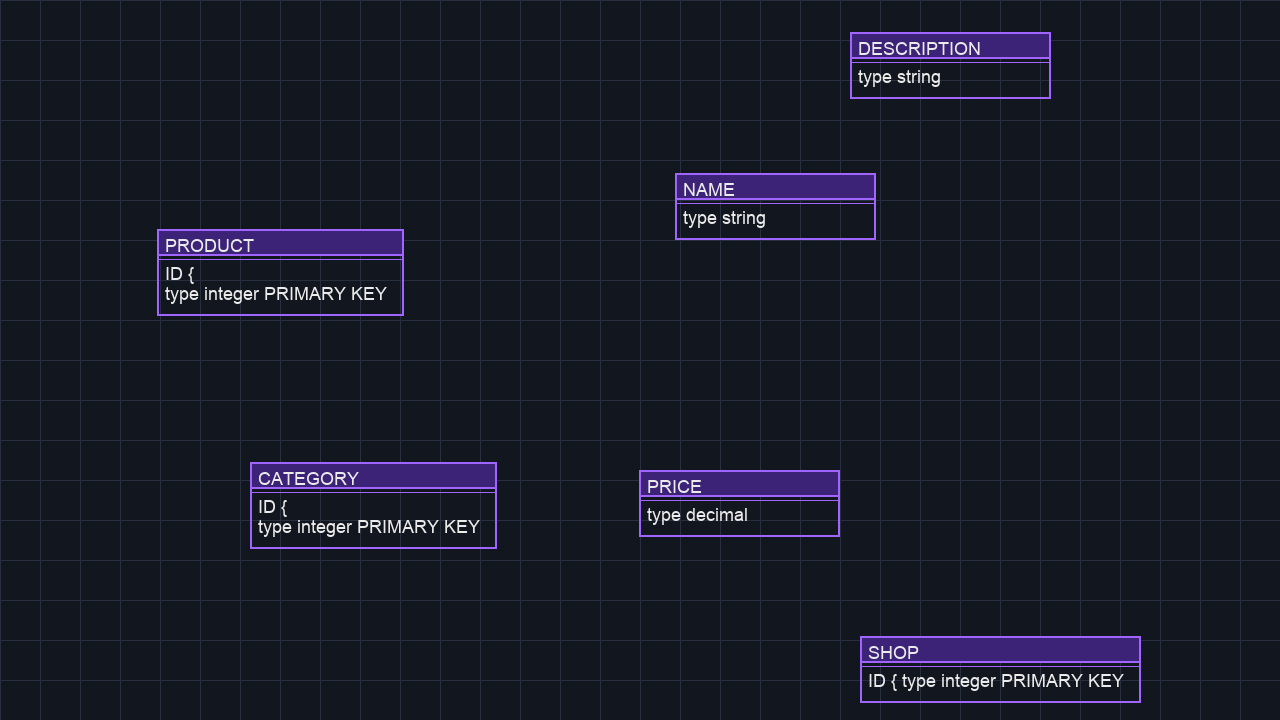 DESCRIPTION
type string
NAME
type string
PRODUCT
ID {
type integer PRIMARY KEY
CATEGORY
ID {
type integer PRIMARY KEY
PRICE
type decimal
SHOP
ID { type integer PRIMARY KEY